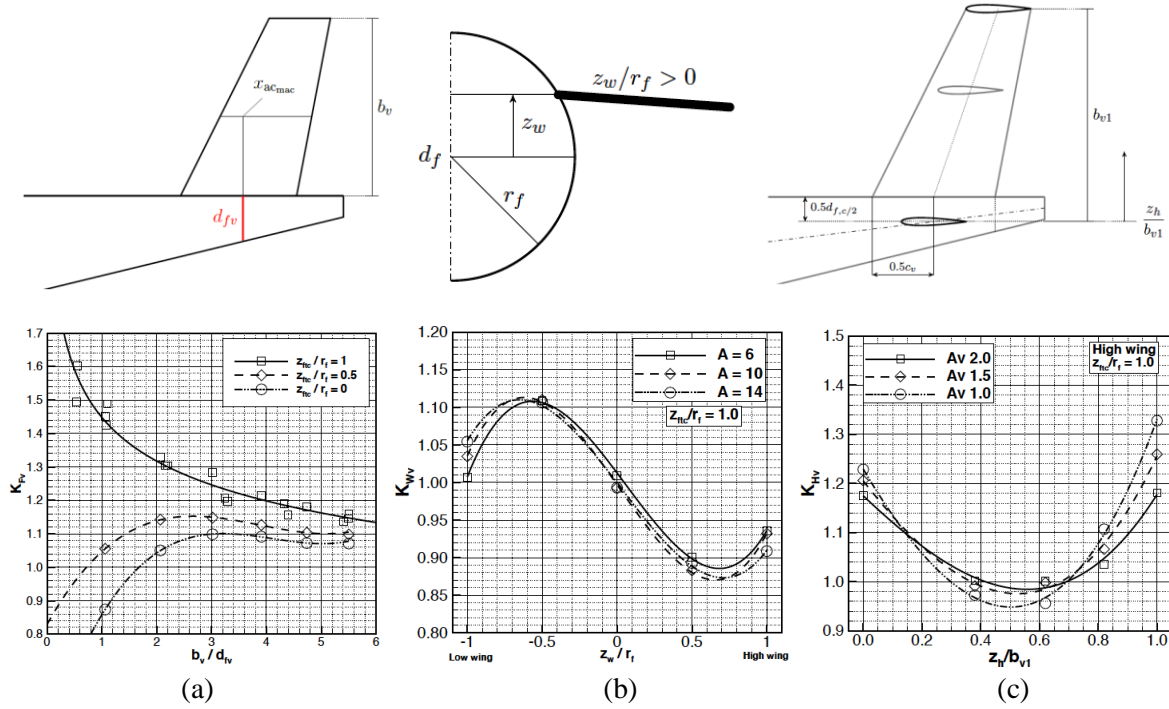 x_ac_mac
b_v
d_fv
z_w/r_f > 0
z_w
d_f
r_f
b_v1
0.5d_f,c/2
z_h
b_v1
0.5c_v
1.7
1.6
1.5
1.4
1.3
1.2
1.1
1.0
0.9
0.8
K_Fv
z_ftc / r_f = 1
z_ftc / r_f = 0.5
z_ftc / r_f = 0
0 1 2 3 4 5 6
b_v / d_fv
(a)
1.20
1.15
1.10
1.05
1.00
0.95
0.90
0.85
0.80
K_Wv
A = 6
A = 10
A = 14
z_ftc/r_f = 1.0
-1 -0.5 0 0.5 1
Low wing z_w / r_f High wing
(b)
1.5
1.4
1.3
1.2
1.1
1.0
0.9
K_Hv
Av 2.0
Av 1.5
Av 1.0
High wing
z_ftc/r_f = 1.0
0.0 0.2 0.4 0.6 0.8 1.0
z_h/b_v1
(c)